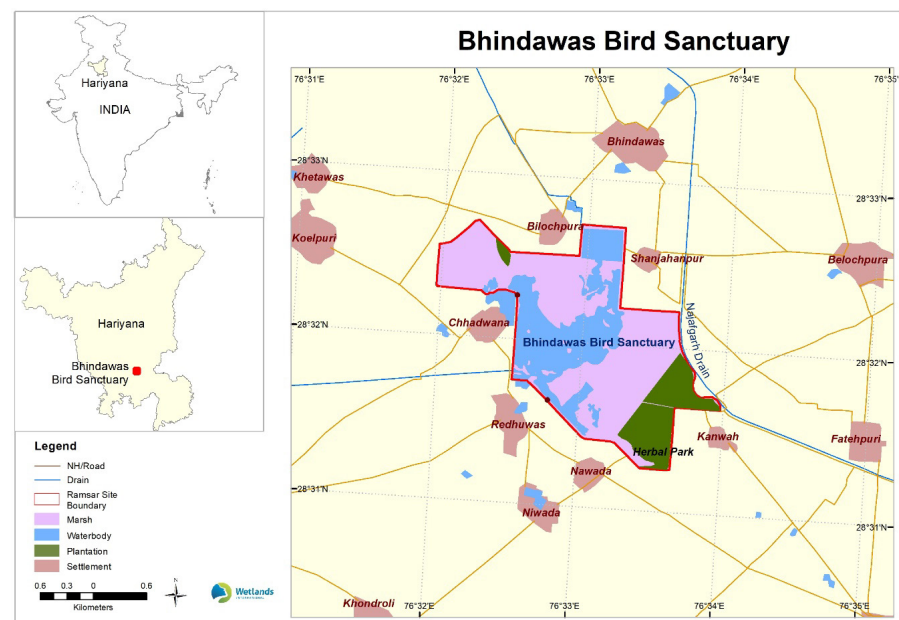 Bhindawas Bird Sanctuary
Hariyana
INDIA
Hariyana
Bhindawas
Bird Sanctuary
Legend
NH/Road
Drain
Ramsar Site
Boundary
Marsh
Waterbody
Plantation
Settlement
0.6 0.3 0 0.6
Kilometers
N
Wetlands
INTERNATIONAL
76°31'E 76°32'E 76°33'E 76°34'E 76°35'
28°33'N
28°33'N
28°32'N
28°32'N
28°31'N
28°31'N
Bhindawas
Khetawas
Koelpuri
Bilochpura
Shanjahanpur
Belochpura
Chhadwana
Najafgarh Drain
Bhindawas Bird Sanctuary
Redhuwas
Kanwah
Fatehpuri
Herbal Park
Nawada
Niwada
Khondroli
76°32'E 76°33'E 76°34'E 76°35'E